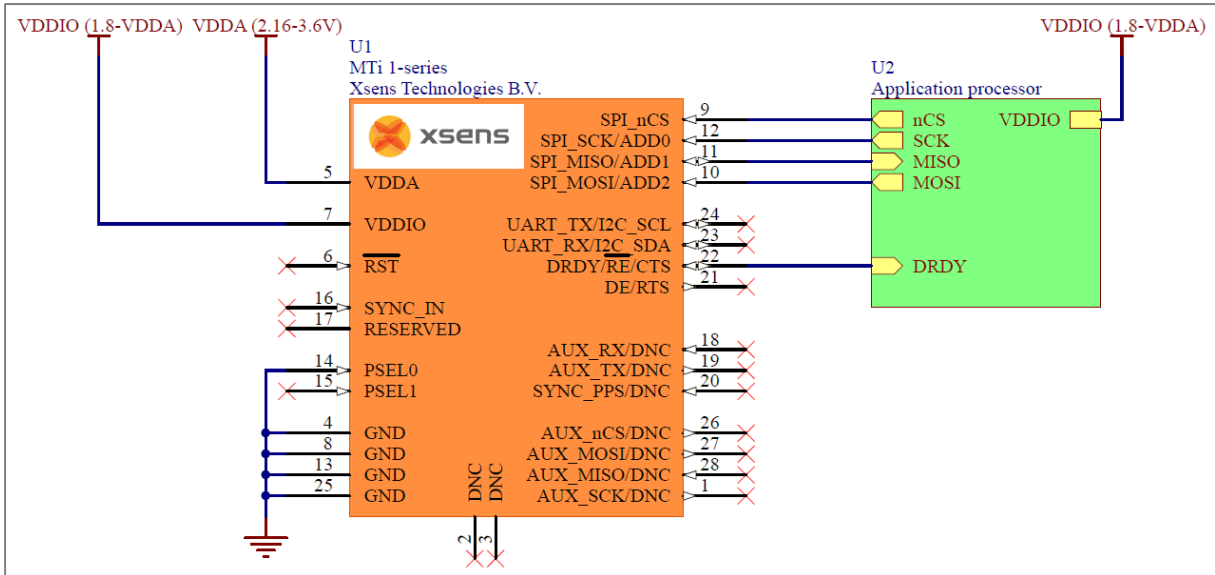 VDDIO (1.8-VDDA) VDDA (2.16-3.6V) VDDIO (1.8-VDDA)
U1
MTi 1-series
Xsens Technologies B.V.
U2
Application processor
xsens
5 VDDA
7 VDDIO
6 RST
16 SYNC_IN
17 RESERVED
14 PSEL0
15 PSEL1
4 GND
8 GND
13 GND
25 GND
SPI_nCS 9
SPI_SCK/ADD0 12
SPI_MISO/ADD1 11
SPI_MOSI/ADD2 10
UART_TX/I2C_SCL 24
UART_RX/I2C_SDA 23
DRDY/RE/CTS 22
DE/RTS 21
AUX_RX/DNC 18
AUX_TX/DNC 19
SYNC_PPS/DNC 20
AUX_nCS/DNC 26
AUX_MOSI/DNC 27
AUX_MISO/DNC 28
AUX_SCK/DNC 1
DNC 2
DNC 3
nCS VDDIO
SCK
MISO
MOSI
DRDY